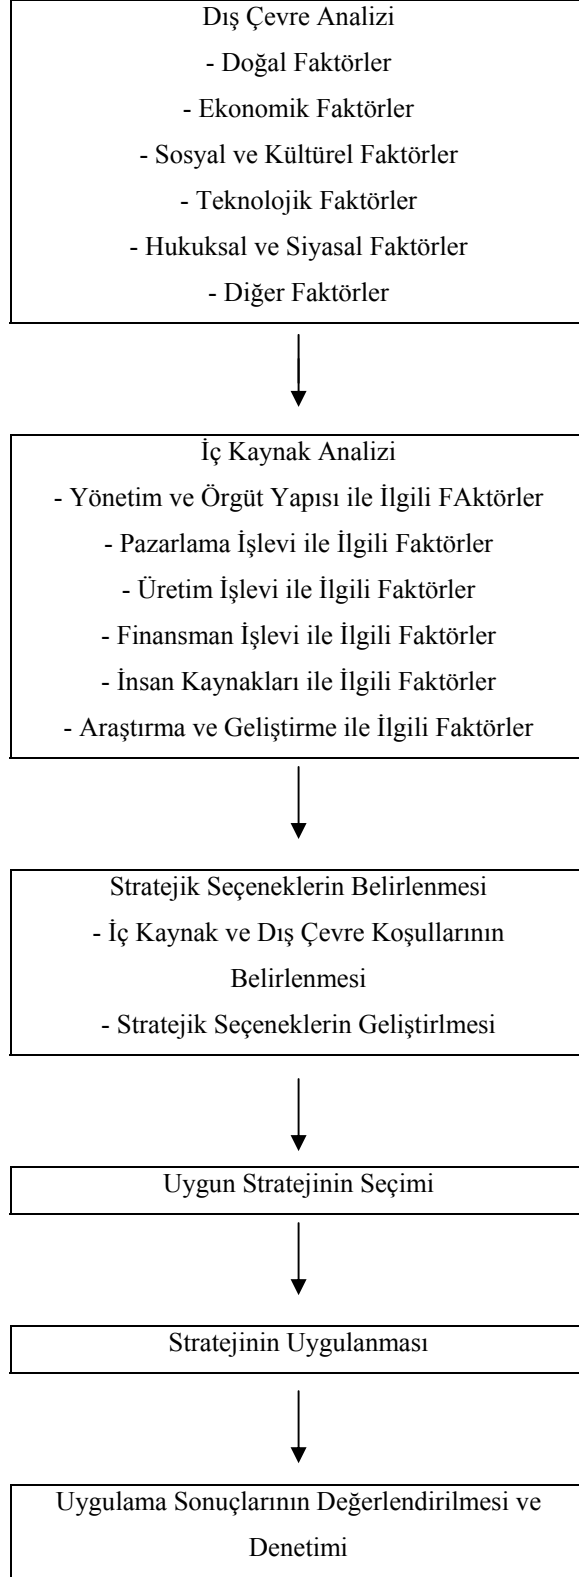 Dış Çevre Analizi
- Doğal Faktörler
- Ekonomik Faktörler
- Sosyal ve Kültürel Faktörler
- Teknolojik Faktörler
- Hukuksal ve Siyasal Faktörler
- Diğer Faktörler
İç Kaynak Analizi
- Yönetim ve Örgüt Yapısı ile İlgili FAktörler
- Pazarlama İşlevi ile İlgili Faktörler
- Üretim İşlevi ile İlgili Faktörler
- Finansman İşlevi ile İlgili Faktörler
- İnsan Kaynakları ile İlgili Faktörler
- Araştırma ve Geliştirme ile İlgili Faktörler
Stratejik Seçeneklerin Belirlenmesi
- İç Kaynak ve Dış Çevre Koşullarının
Belirlenmesi
- Stratejik Seçeneklerin Geliştirlmesi
Uygun Stratejinin Seçimi
Stratejinin Uygulanması
Uygulama Sonuçlarının Değerlendirilmesi ve
Denetimi